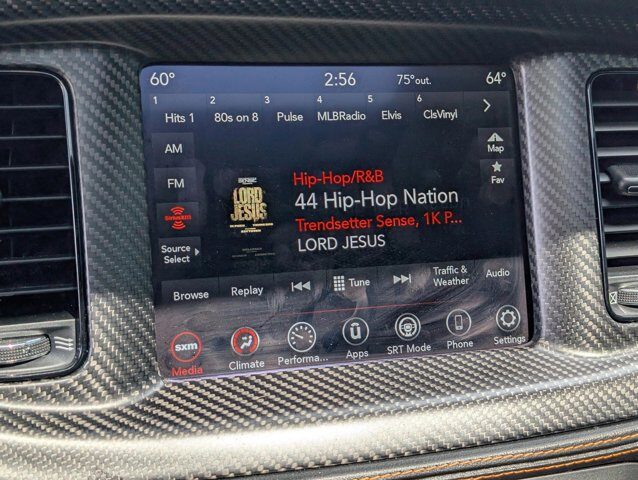 60° 2:56 75°out. 64°
1 2 3 4 5 6
Hits 1 80s on 8 Pulse MLBRadio Elvis ClsVinyl
AM
FM
SiriusXM
Source
Select
Map
Fav
LORD
JESUS
Hip-Hop/R&B
44 Hip-Hop Nation
Trendsetter Sense, 1K P...
LORD JESUS
Browse Replay Tune Traffic &
Weather Audio
sxm
Media Climate Performa... Apps SRT Mode Phone Settings